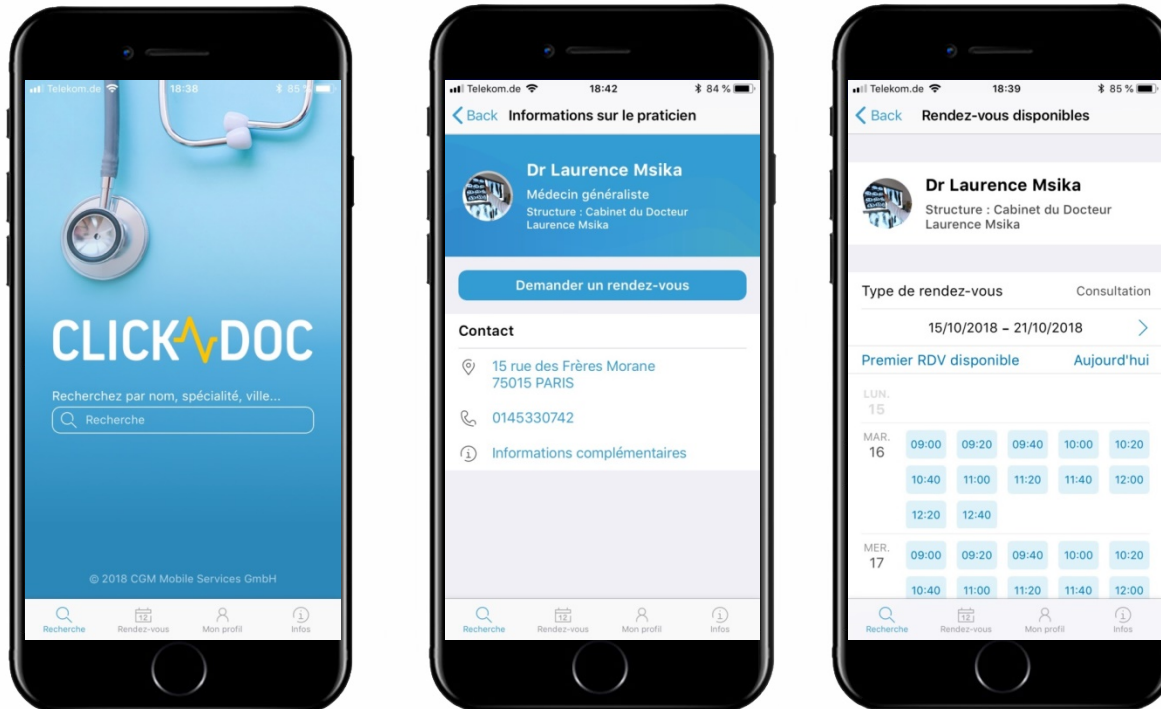 Telekom.de 18:38 85 %
CLICK DOC
Recherchez par nom, spécialité, ville...
Recherche
© 2018 CGM Mobile Services GmbH
Recherche Rendez-vous Mon profil Infos
Telekom.de 18:42 84 %
Back Informations sur le praticien
Dr Laurence Msika
Médecin généraliste
Structure : Cabinet du Docteur
Laurence Msika
Demander un rendez-vous
Contact
15 rue des Frères Morane
75015 PARIS
0145330742
Informations complémentaires
Recherche Rendez-vous Mon profil Infos
Telekom.de 18:39 85 %
Back Rendez-vous disponibles
Dr Laurence Msika
Structure : Cabinet du Docteur
Laurence Msika
Type de rendez-vous Consultation
15/10/2018 – 21/10/2018
Premier RDV disponible Aujourd'hui
LUN.
15
MAR.
16
09:00 09:20 09:40 10:00 10:20
10:40 11:00 11:20 11:40 12:00
12:20 12:40
MER.
17
09:00 09:20 09:40 10:00 10:20
10:40 11:00 11:20 11:40 12:00
Recherche Rendez-vous Mon profil Infos